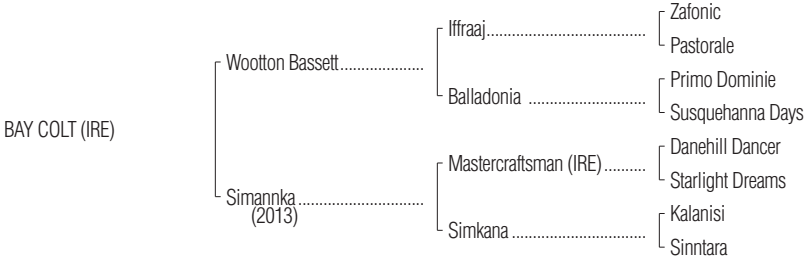 Zafonic
Iffraaj......................................
Pastorale
Wootton Bassett....................
Primo Dominie
Balladonia ............................
Susquehanna Days
BAY COLT (IRE)
Danehill Dancer
Mastercraftsman (IRE)..........
Starlight Dreams
Simannka..............................
(2013)
Kalanisi
Simkana ................................
Sinntara